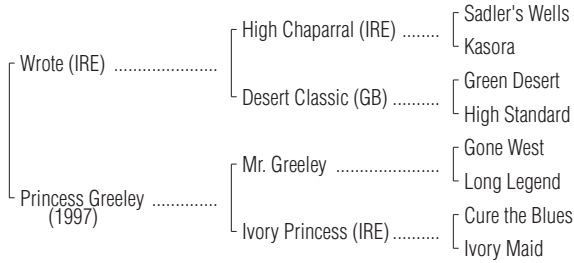 Sadler's Wells
High Chaparral (IRE) ........
Kasora
Wrote (IRE) ......................
Green Desert
Desert Classic (GB) ..........
High Standard
Gone West
Mr. Greeley ......................
Long Legend
Princess Greeley ..............
(1997)
Cure the Blues
Ivory Princess (IRE) ..........
Ivory Maid